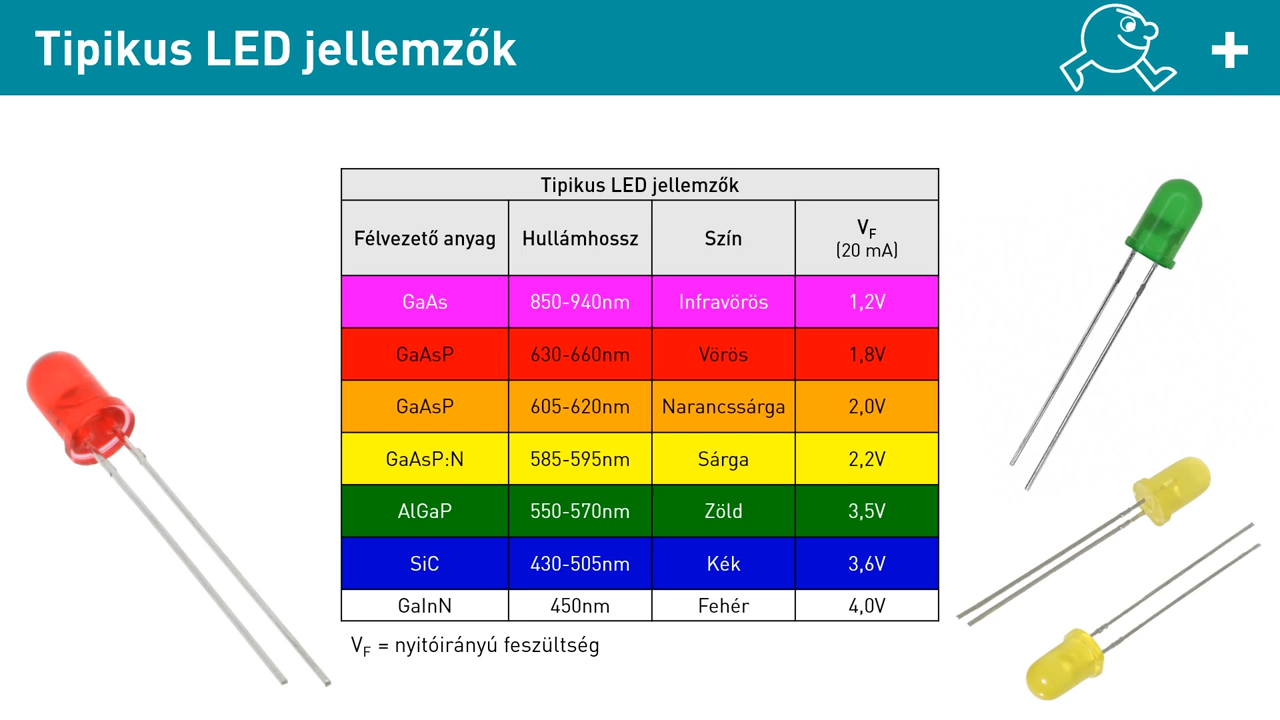 Tipikus LED jellemzők
Tipikus LED jellemzők
Félvezető anyag Hullámhossz Szín VF (20 mA)
GaAs 850-940nm Infravörös 1,2V
GaAsP 630-660nm Vörös 1,8V
GaAsP 605-620nm Narancssárga 2,0V
GaAsP:N 585-595nm Sárga 2,2V
AlGaP 550-570nm Zöld 3,5V
SiC 430-505nm Kék 3,6V
GaInN 450nm Fehér 4,0V
VF = nyitóirányú feszültség